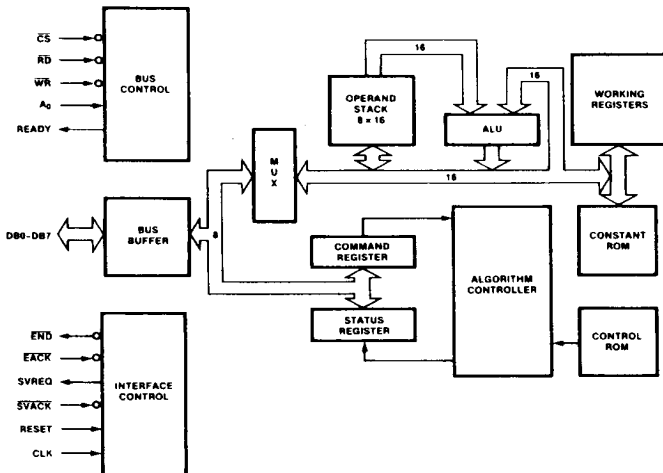 CS
RD
WR
A0
READY
BUS
CONTROL
16
OPERAND
STACK
8 × 16
16
ALU
WORKING
REGISTERS
MUX
16
DB0-DB7
BUS
BUFFER
8
COMMAND
REGISTER
CONSTANT
ROM
ALGORITHM
CONTROLLER
STATUS
REGISTER
CONTROL
ROM
END
EACK
SVREQ
SVACK
RESET
CLK
INTERFACE
CONTROL